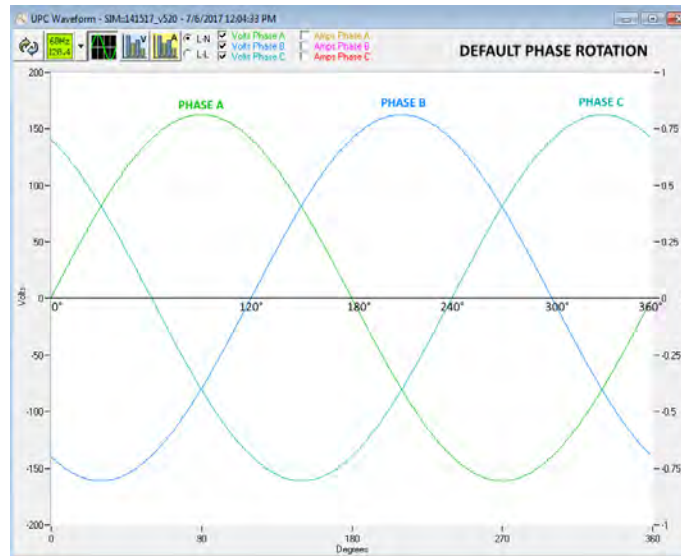 UPC Waveform - SIM:141517_v520 - 7/6/2017 12:04:33 PM
60Hz
120.4
V
A
L-N
L-L
Volts Phase A
Volts Phase B
Volts Phase C
Amps Phase A
Amps Phase B
Amps Phase C
DEFAULT PHASE ROTATION
PHASE A
PHASE B
PHASE C
200
150
100
50
0
-50
-100
-150
-200
Volts
1
0.75
0.5
0.25
0
-0.25
-0.5
-0.75
-1
0°
120°
180°
240°
300°
360°
0
90
180
270
360
Degrees